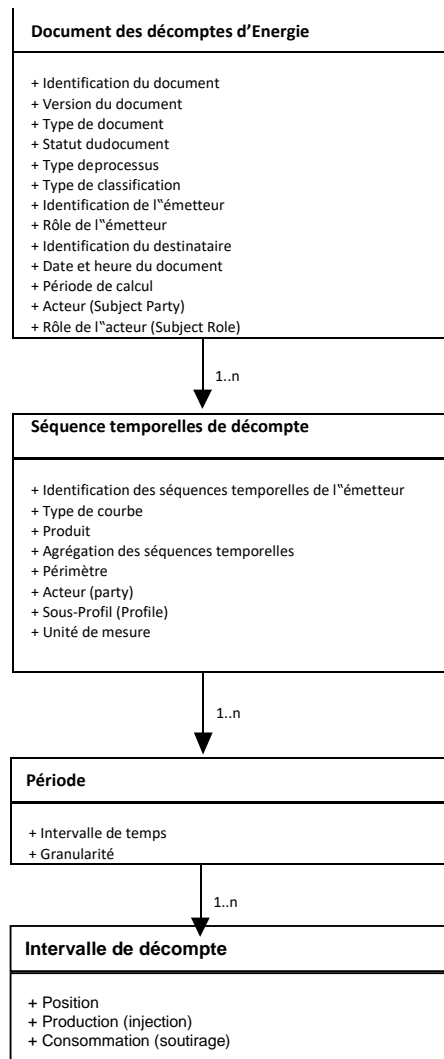 Document des décomptes d’Energie
+ Identification du document
+ Version du document
+ Type de document
+ Statut dudocument
+ Type deprocessus
+ Type de classification
+ Identification de l‟émetteur
+ Rôle de l‟émetteur
+ Identification du destinataire
+ Date et heure du document
+ Période de calcul
+ Acteur (Subject Party)
+ Rôle de l‟acteur (Subject Role)
1..n
Séquence temporelles de décompte
+ Identification des séquences temporelles de l‟émetteur
+ Type de courbe
+ Produit
+ Agrégation des séquences temporelles
+ Périmètre
+ Acteur (party)
+ Sous-Profil (Profile)
+ Unité de mesure
1..n
Période
+ Intervalle de temps
+ Granularité
1..n
Intervalle de décompte
+ Position
+ Production (injection)
+ Consommation (soutirage)